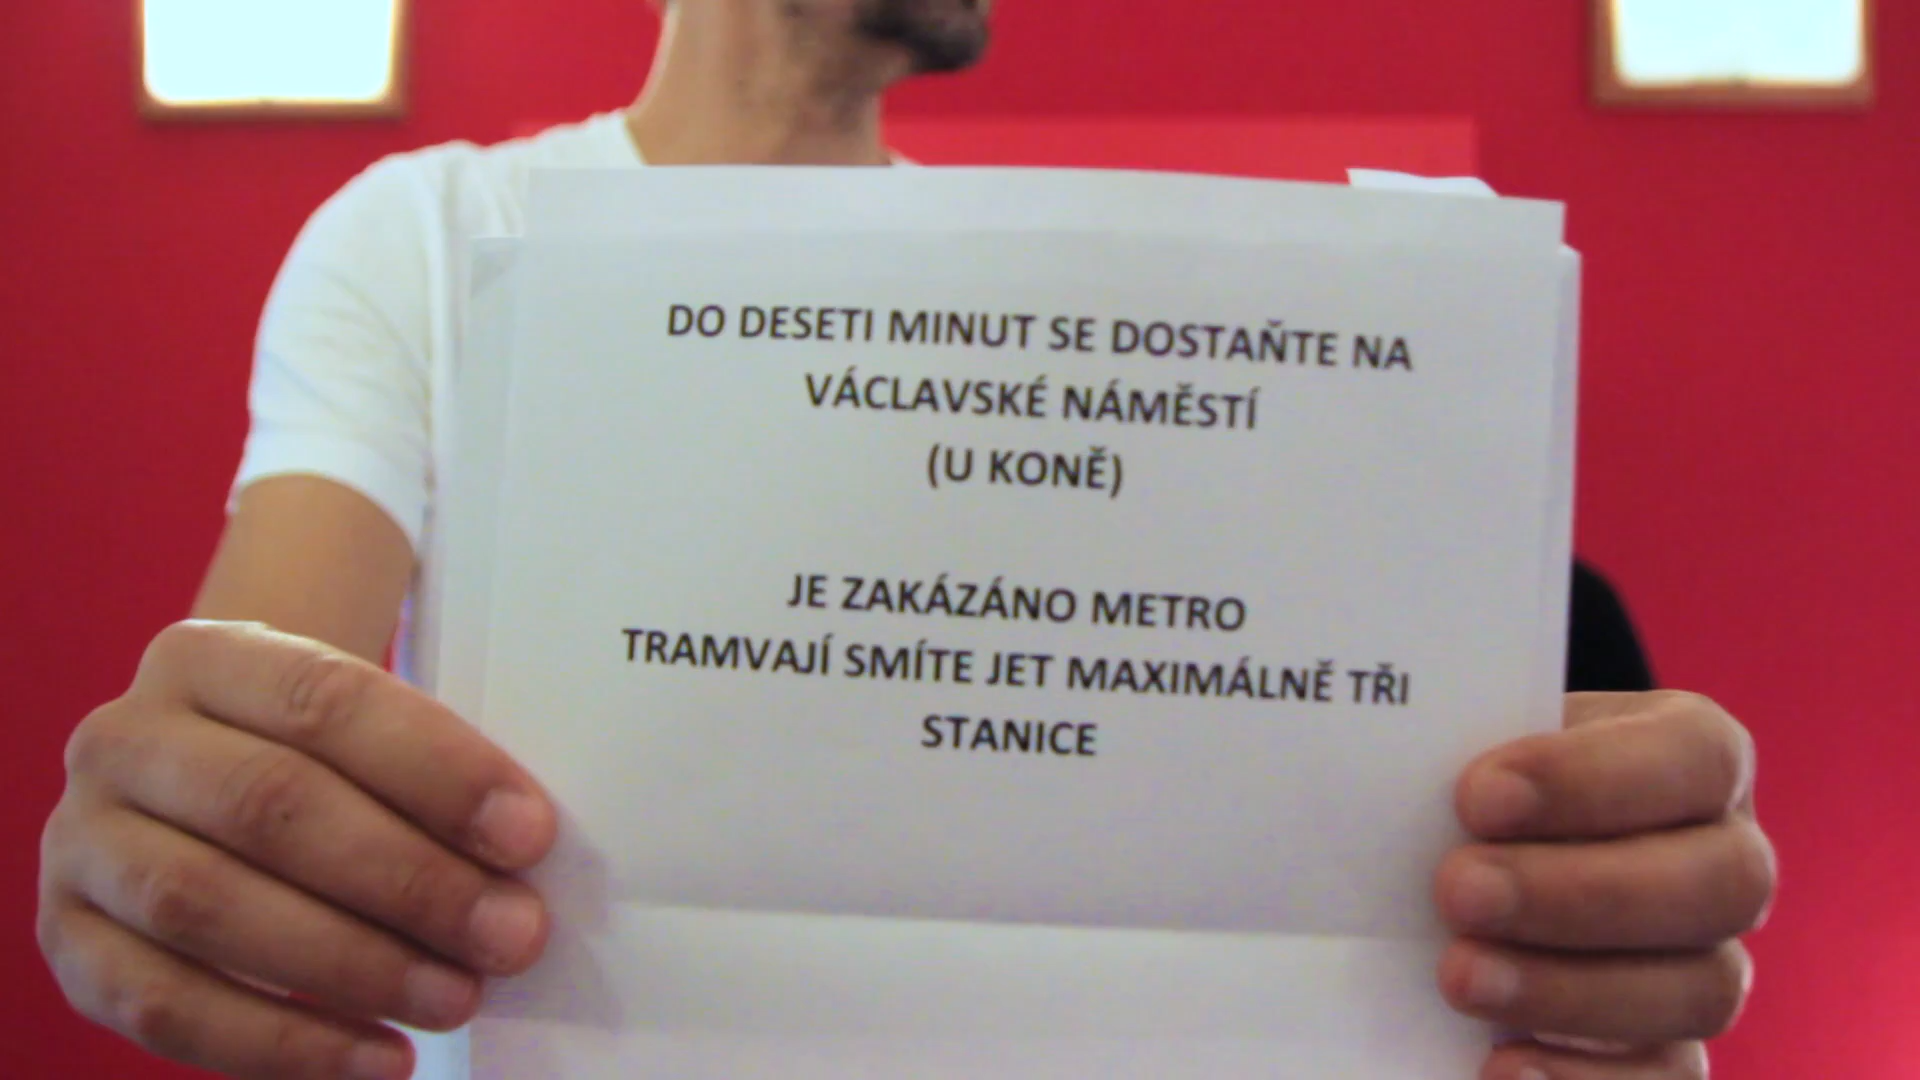 DO DESETI MINUT SE DOSTAŇTE NA
VÁCLAVSKÉ NÁMĚSTÍ
(U KONĚ)
JE ZAKÁZÁNO METRO
TRAMVAJÍ SMÍTE JET MAXIMÁLNĚ TŘI
STANICE